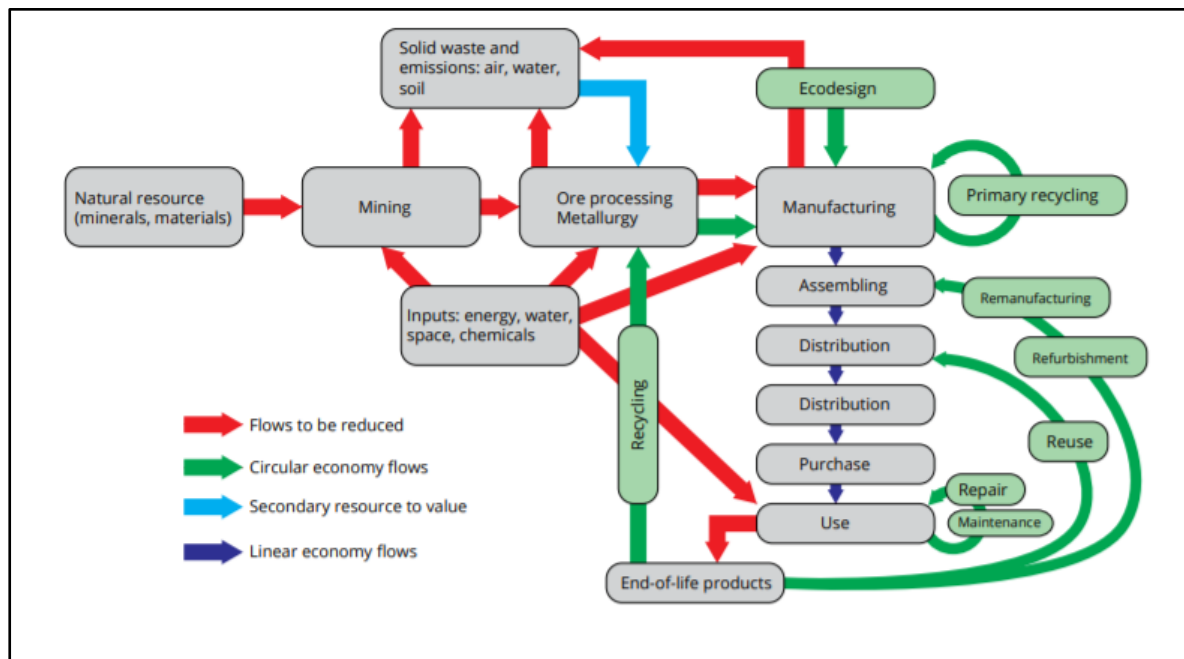 Solid waste and
emissions: air, water,
soil
Ecodesign
Natural resource
(minerals, materials)
Mining
Ore processing
Metallurgy
Manufacturing
Primary recycling
Inputs: energy, water,
space, chemicals
Assembling
Remanufacturing
Distribution
Refurbishment
Recycling
Distribution
Flows to be reduced
Reuse
Circular economy flows
Purchase
Secondary resource to value
Repair
Use
Maintenance
Linear economy flows
End-of-life products